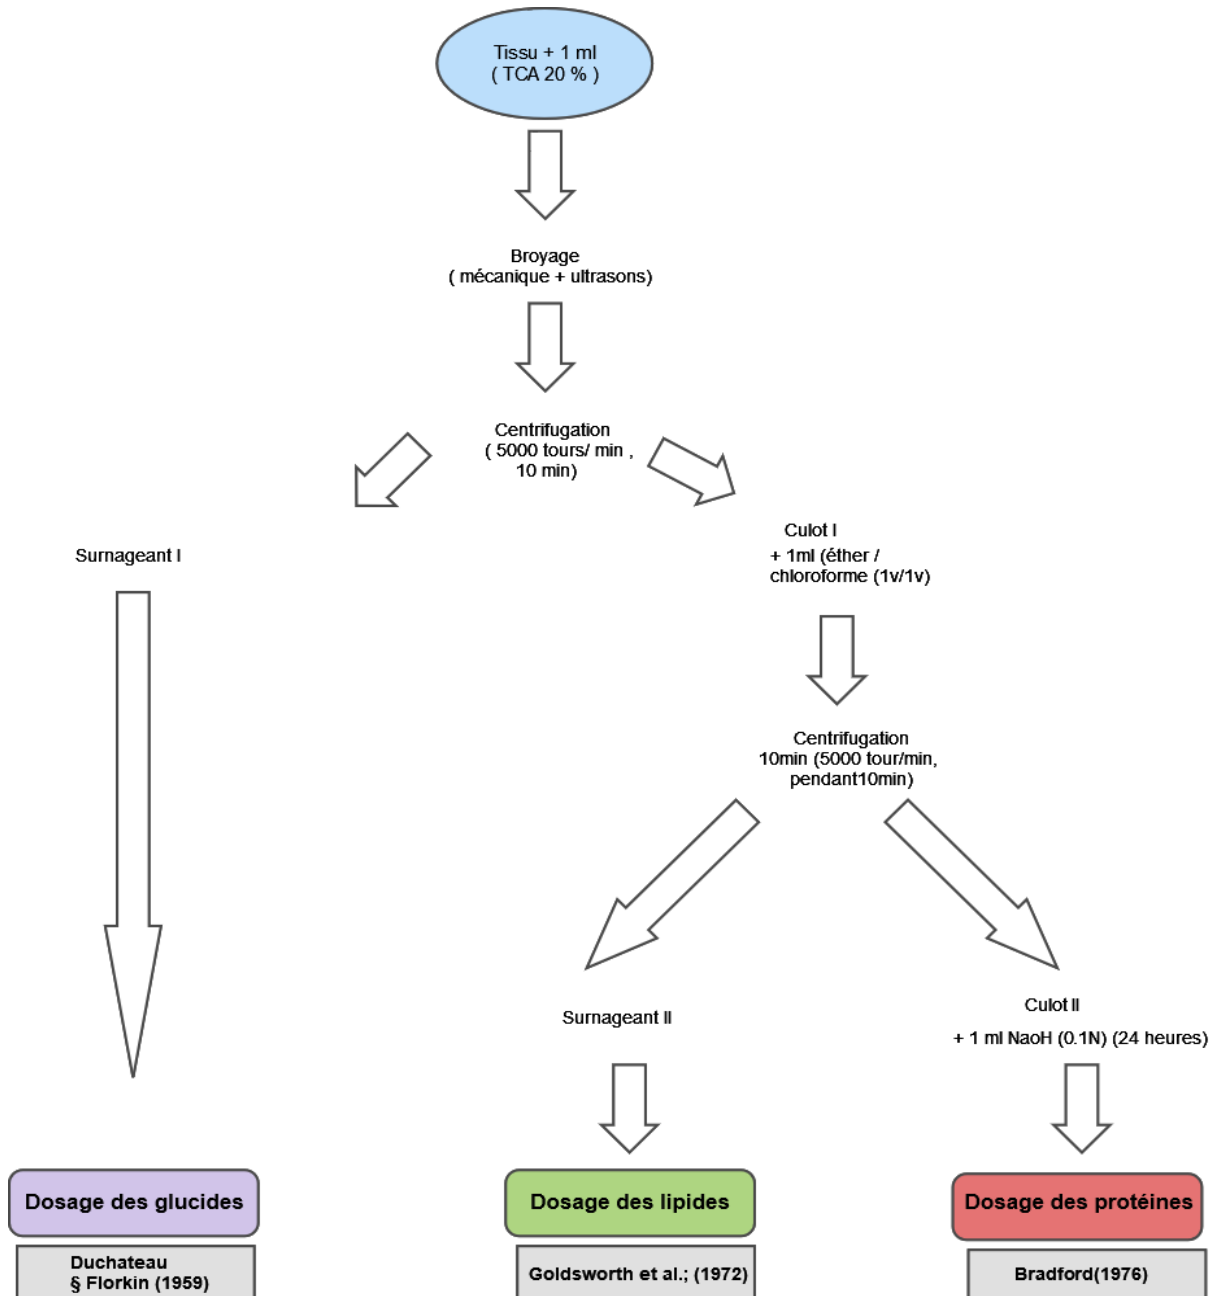 Tissu + 1 ml
( TCA 20 % )
Broyage
( mécanique + ultrasons)
Centrifugation
( 5000 tours/ min ,
10 min)
Surnageant I
Culot I
+ 1ml (éther /
chloroforme (1v/1v)
Centrifugation
10min (5000 tour/min,
pendant10min)
Surnageant II
Culot II
+ 1 ml NaoH (0.1N) (24 heures)
Dosage des glucides
Duchateau
§ Florkin (1959)
Dosage des lipides
Goldsworth et al.; (1972)
Dosage des protéines
Bradford(1976)